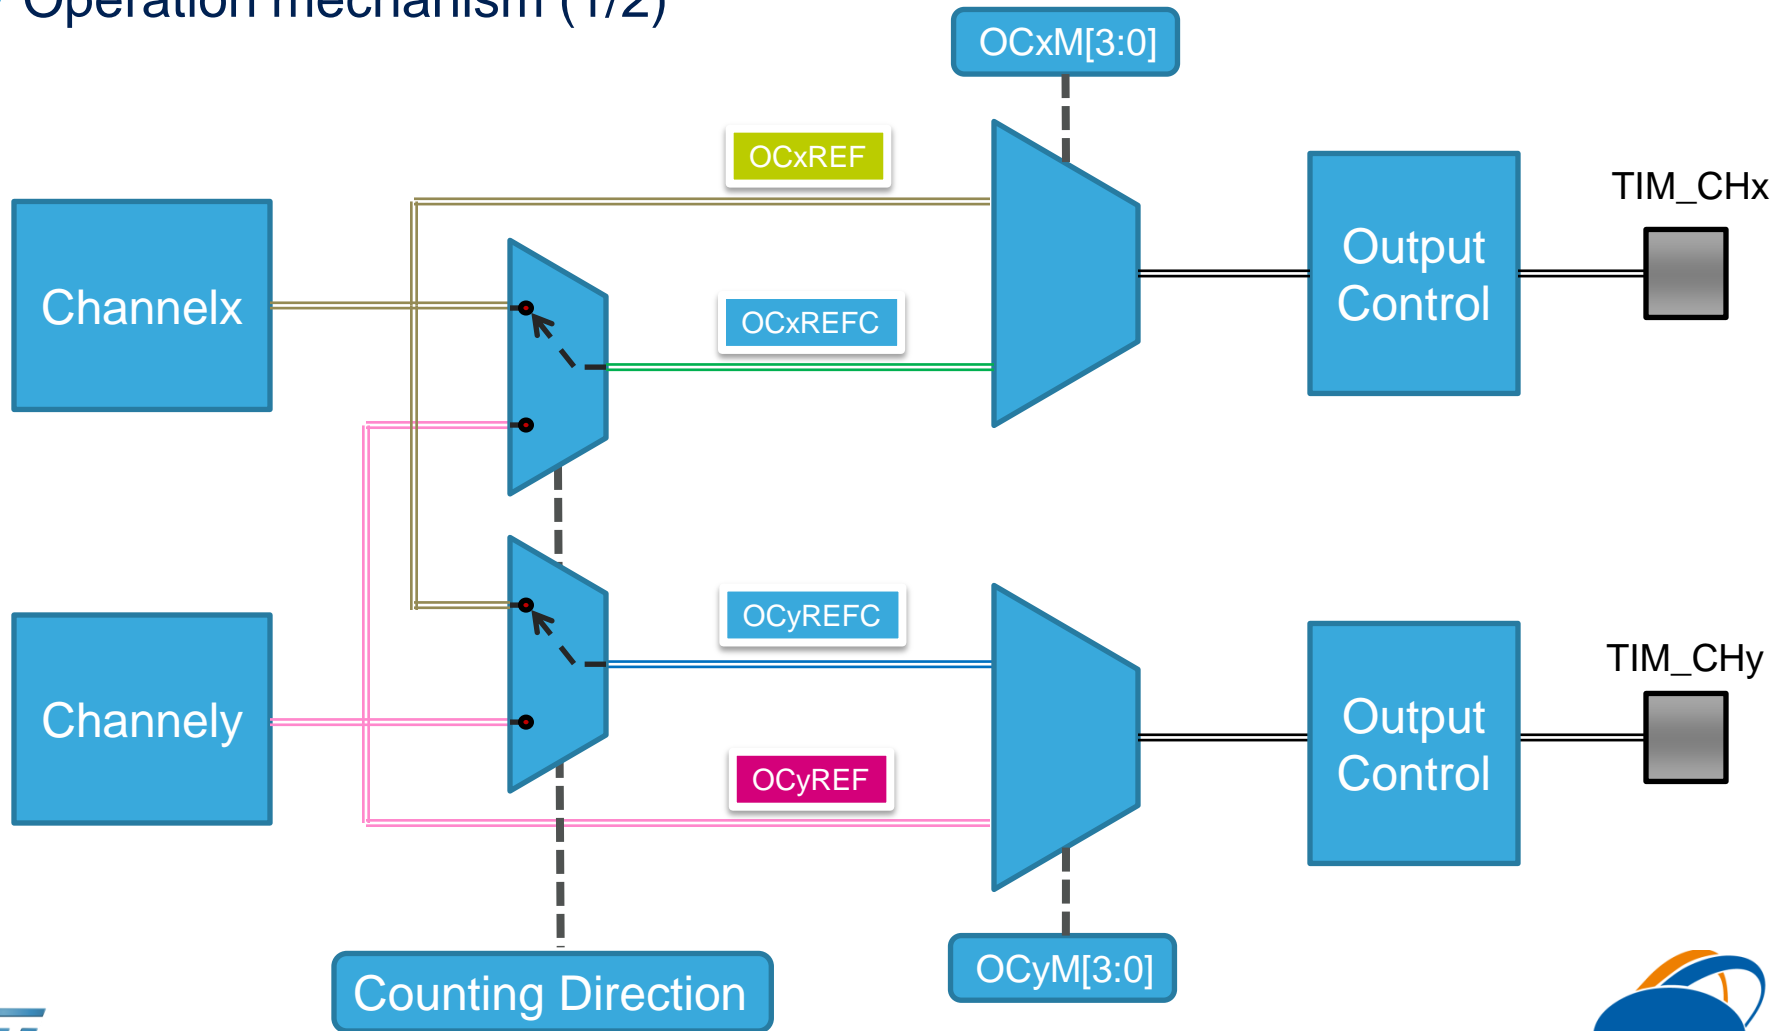 Operation mechanism (1/2)
OCxM[3:0]
OCxREF
TIM_CHx
Channelx
Output
Control
OCxREFC
OCyREFC
TIM_CHy
Channely
Output
Control
OCyREF
OCyM[3:0]
Counting Direction